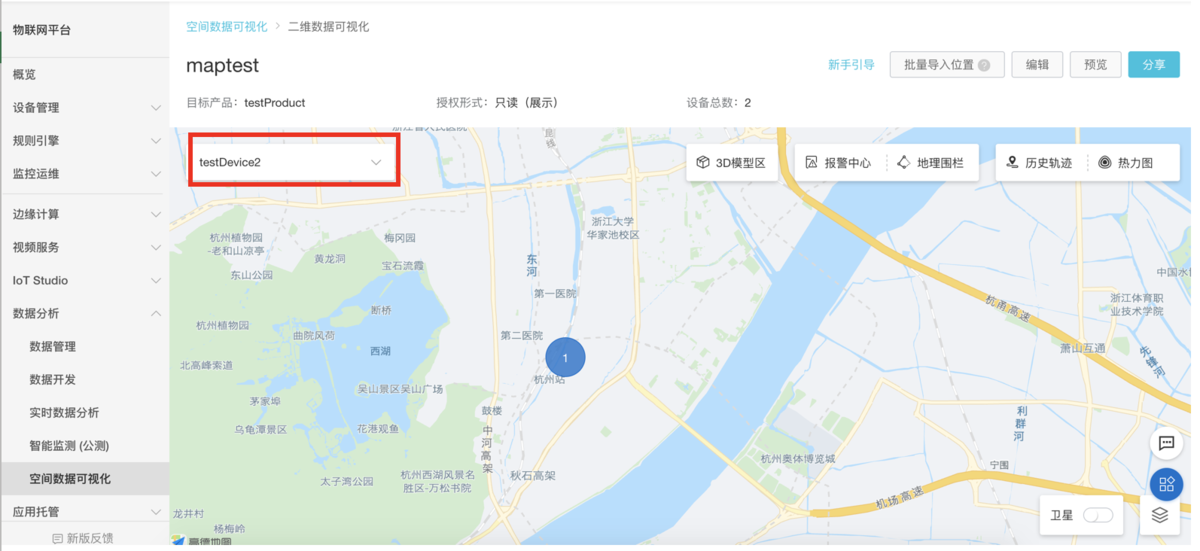 物联网平台
概览
设备管理
规则引擎
监控运维
边缘计算
视频服务
IoT Studio
数据分析
数据管理
数据开发
实时数据分析
智能监测 (公测)
空间数据可视化
应用托管
新版反馈
空间数据可视化 > 二维数据可视化
maptest
新手引导
批量导入位置 ?
编辑
预览
分享
目标产品: testProduct
授权形式: 只读（展示）
设备总数: 2
testDevice2
3D模型区
报警中心
地理围栏
历史轨迹
热力图
浙江大学
华家池校区
杭州植物园
-老和山凉亭
梅冈园
黄龙洞
宝石流霞
东山公园
东河
第一医院
中国水
浙江体育职
业技术学院
杭甬高速
断桥
杭州植物园
曲院风荷
第二医院
西湖
1
萧山互通
先锋河
北高峰索道
杭州站
吴山景区吴山广场
茅家埠
鼓楼
乌龟潭景区
花港观鱼
中河高架
利群河
杭州奥体博览城
宁围
杭州西湖风景名
胜区-万松书院
秋石高架
太子湾公园
机场高速
龙井村
杨梅岭
高德地图
卫星